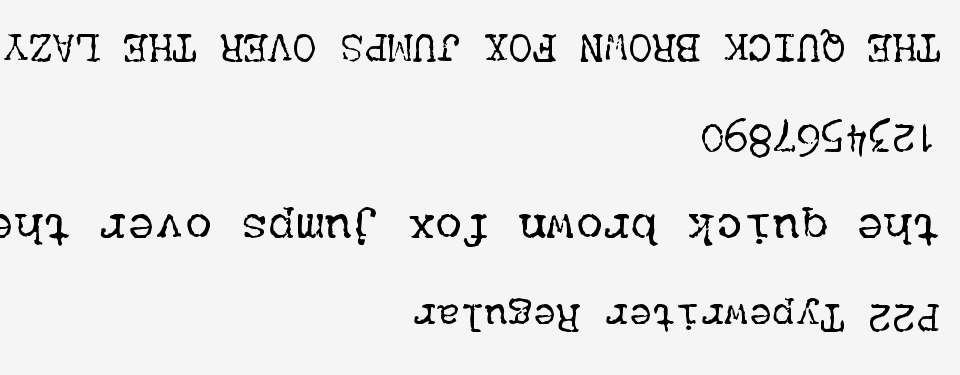 P22 Typewriter Regular
the quick brown fox jumps over the
1234567890
THE QUICK BROWN FOX JUMPS OVER THE LAZY